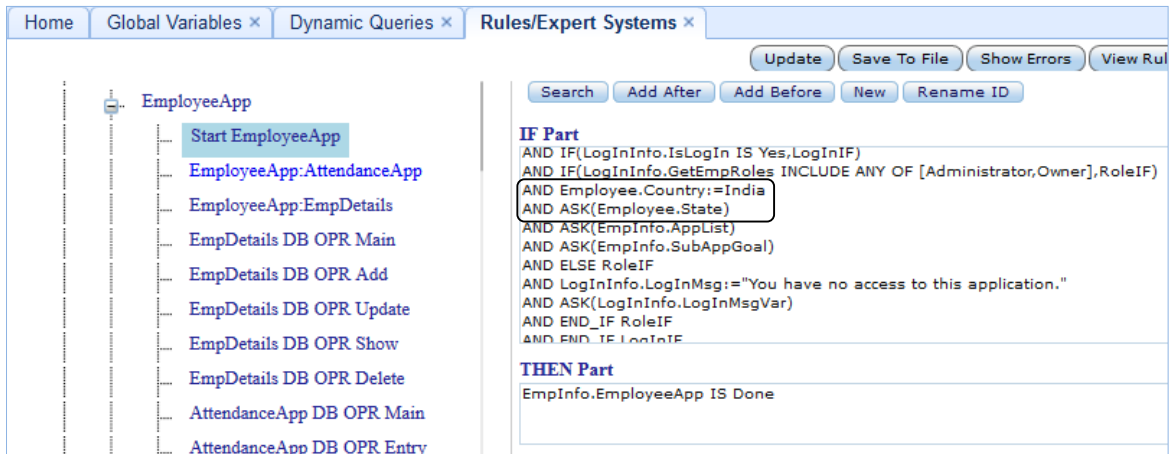 Home Global Variables × Dynamic Queries × Rules/Expert Systems ×
Update Save To File Show Errors View Rul
Search Add After Add Before New Rename ID
EmployeeApp
Start EmployeeApp
EmployeeApp:AttendanceApp
EmployeeApp:EmpDetails
EmpDetails DB OPR Main
EmpDetails DB OPR Add
EmpDetails DB OPR Update
EmpDetails DB OPR Show
EmpDetails DB OPR Delete
AttendanceApp DB OPR Main
AttendanceApp DB OPR Entry
IF Part
AND IF(LogInInfo.IsLogIn IS Yes,LogInIF)
AND IF(LogInInfo.GetEmpRoles INCLUDE ANY OF [Administrator,Owner],RoleIF)
AND Employee.Country:=India
AND ASK(Employee.State)
AND ASK(EmpInfo.AppList)
AND ASK(EmpInfo.SubAppGoal)
AND ELSE RoleIF
AND LogInInfo.LogInMsg:="You have no access to this application."
AND ASK(LogInInfo.LogInMsgVar)
AND END_IF RoleIF
AND END_IF LogInIF
THEN Part
EmpInfo.EmployeeApp IS Done